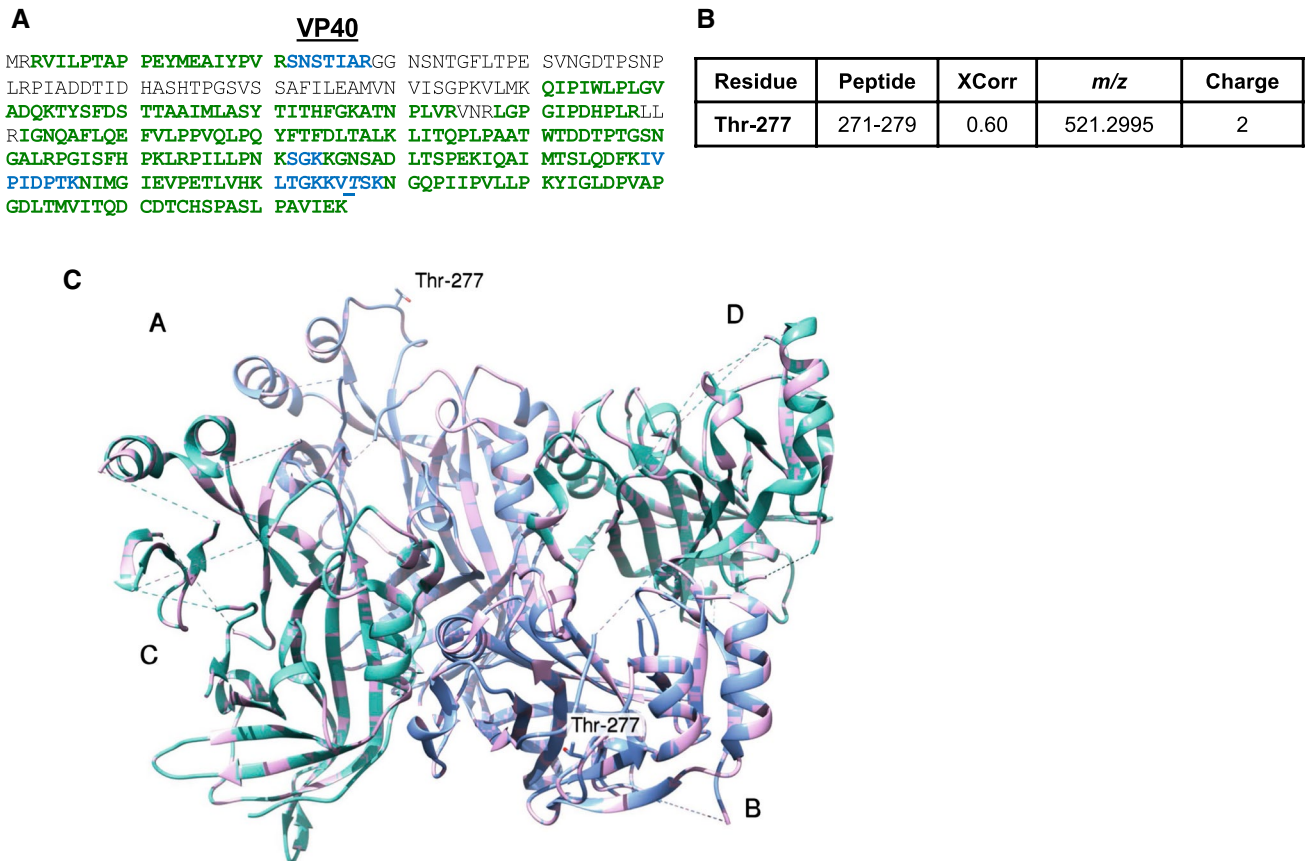 A
VP40
MRRVILPTAP PEYMEAIYPV RSNSTIARGG NSNTGFLTPE SVNGDTPSNP
LRPIADDTID HASHTPGSVS SAFILEAMVN VISGPKVLMK QIPIWLPLGV
ADQKTYSFDS TTAAIMLASY TITHFGKATN PLVRVNRLGP GIPDHPLRLL
RIGNQAFLQE FVLPPVQLPQ YFTFDLTALK LITQPLPAAT WTDDTPTGSN
GALRPGISFH PKLRPILLPN KSGKKGNSAD LTSPEKIQAI MTSLQDFKIV
PIDPTKNIMG IEVPETLVHK LTGKKVTSKN GQPIIPVLLP KYIGLDPVAP
GDLTMVITQD CDTCHSPASL PAVIEK
B
Residue Peptide XCorr m/z Charge
Thr-277 271-279 0.60 521.2995 2
C
Thr-277
A
D
C
Thr-277
B